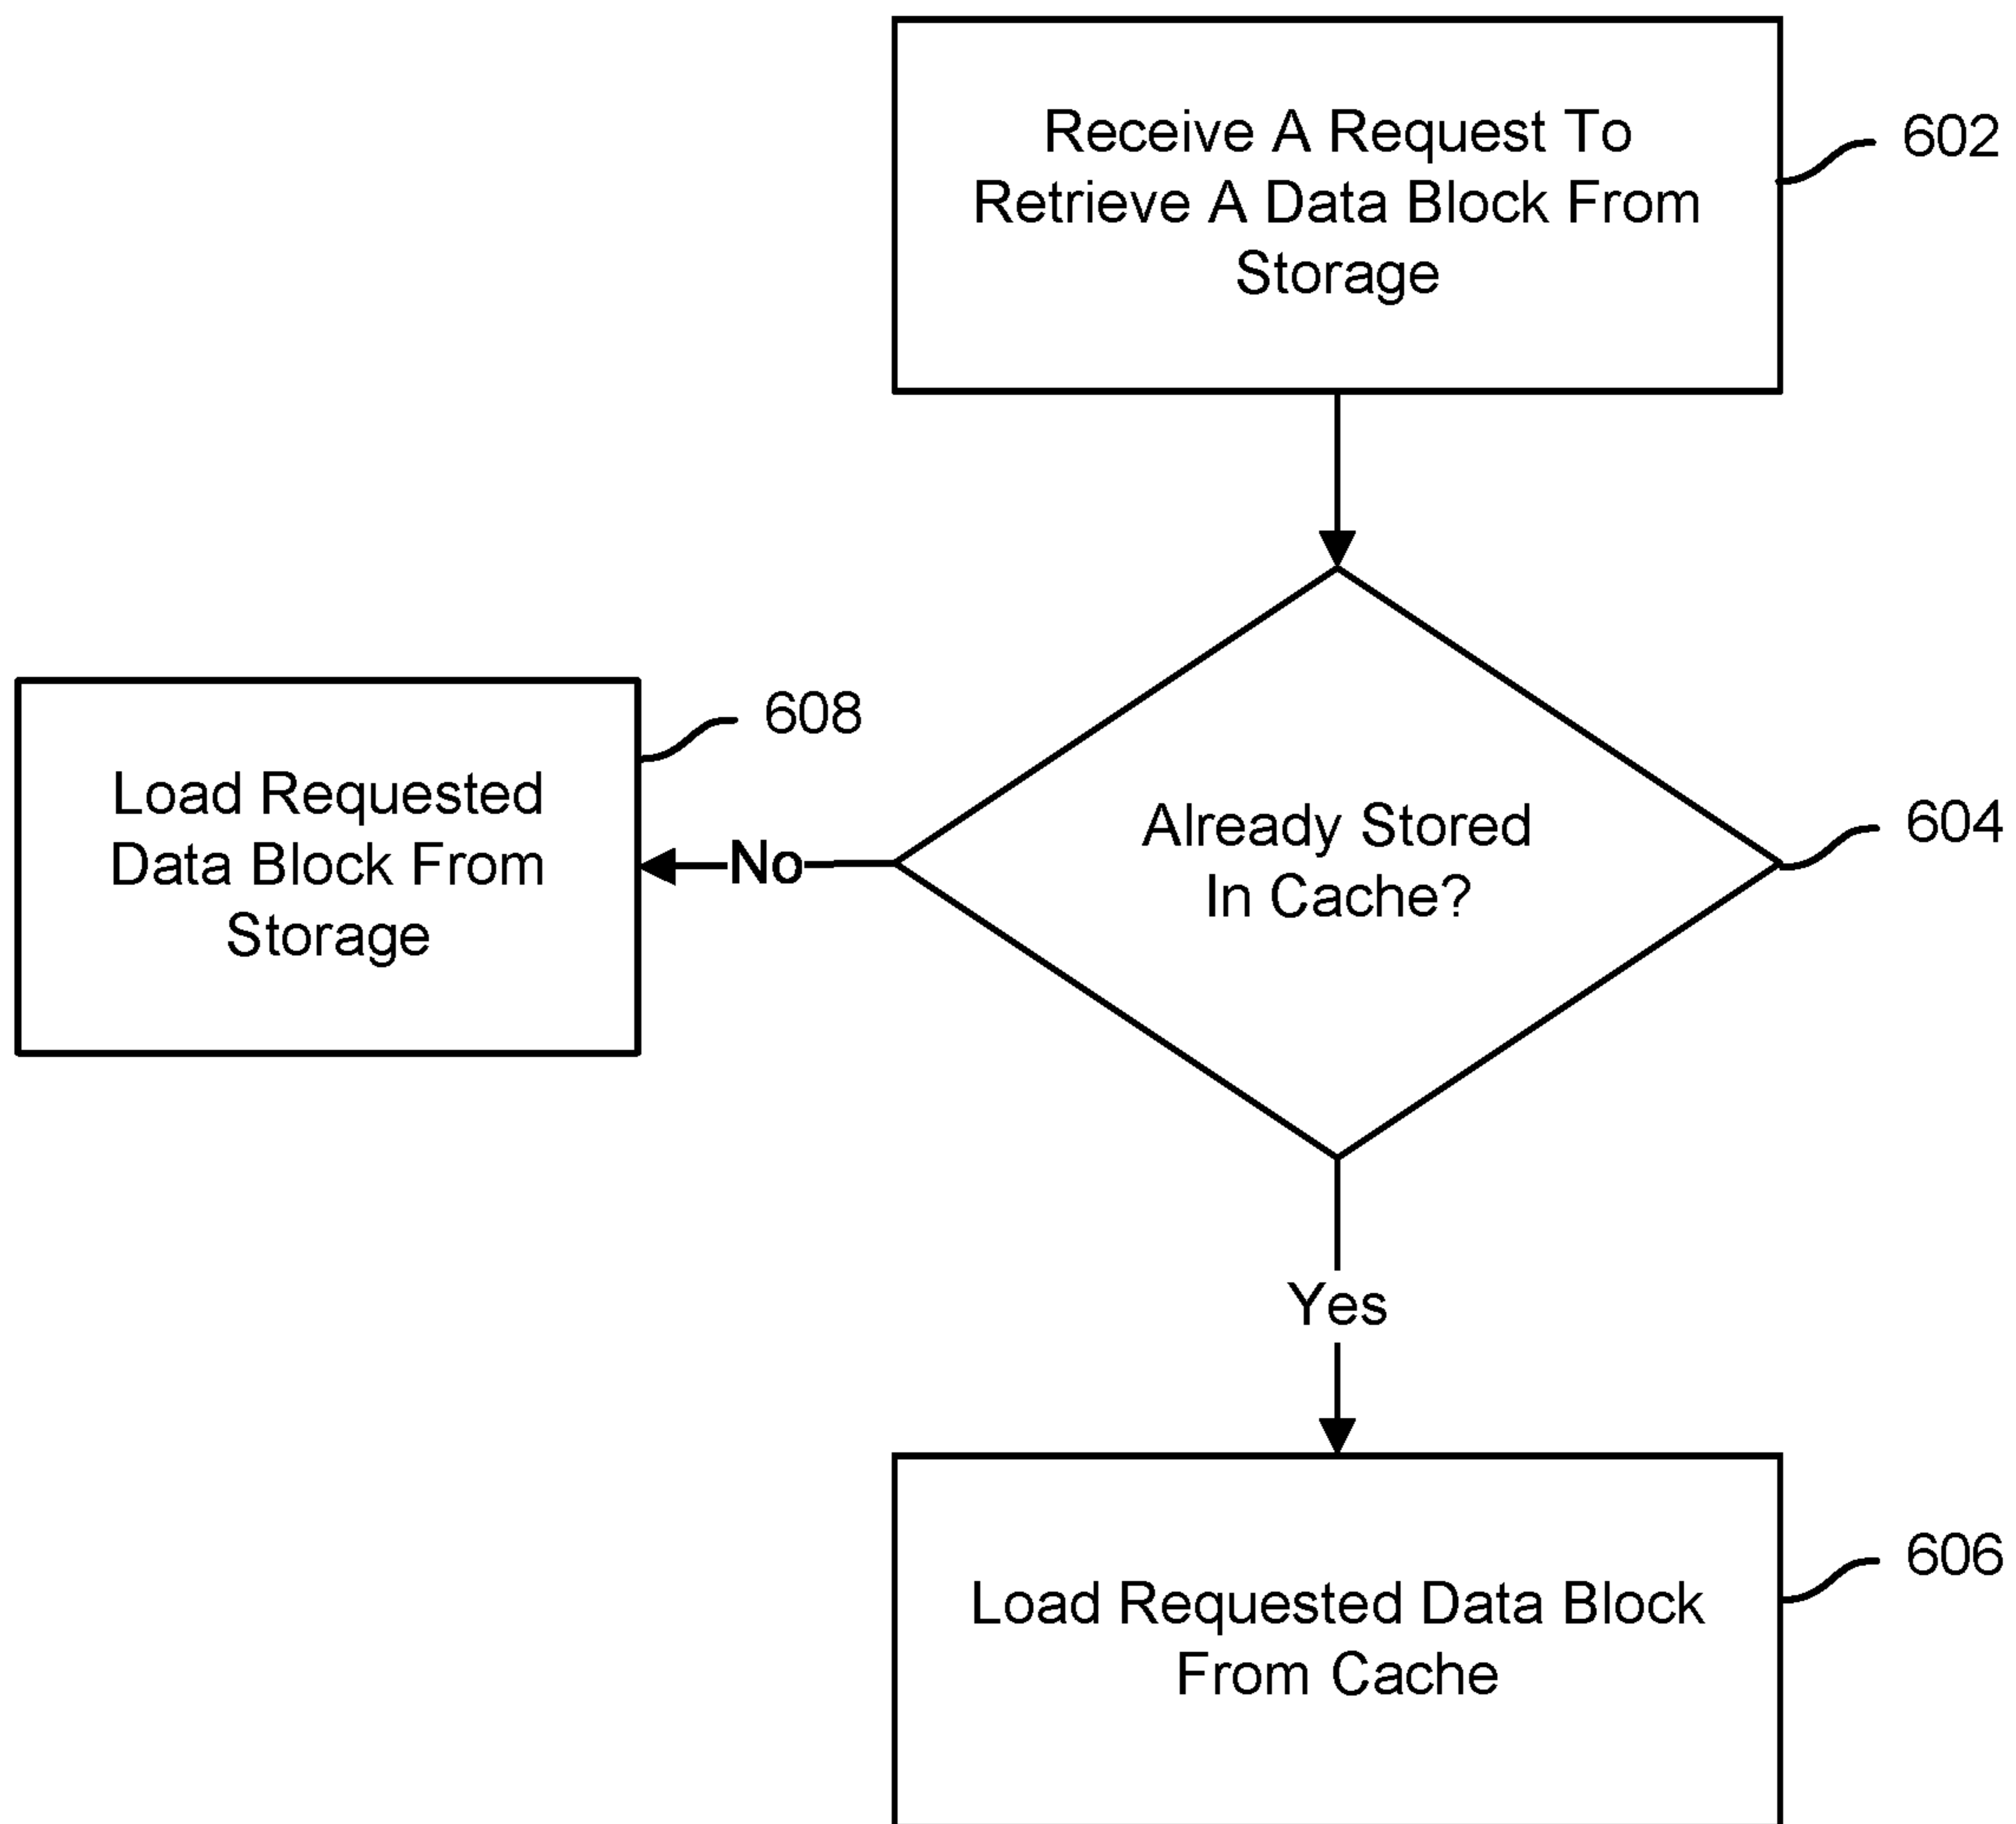 Receive A Request To
Retrieve A Data Block From
Storage
602
608
Load Requested
Data Block From
Storage
No
Already Stored
In Cache?
604
Yes
606
Load Requested Data Block
From Cache